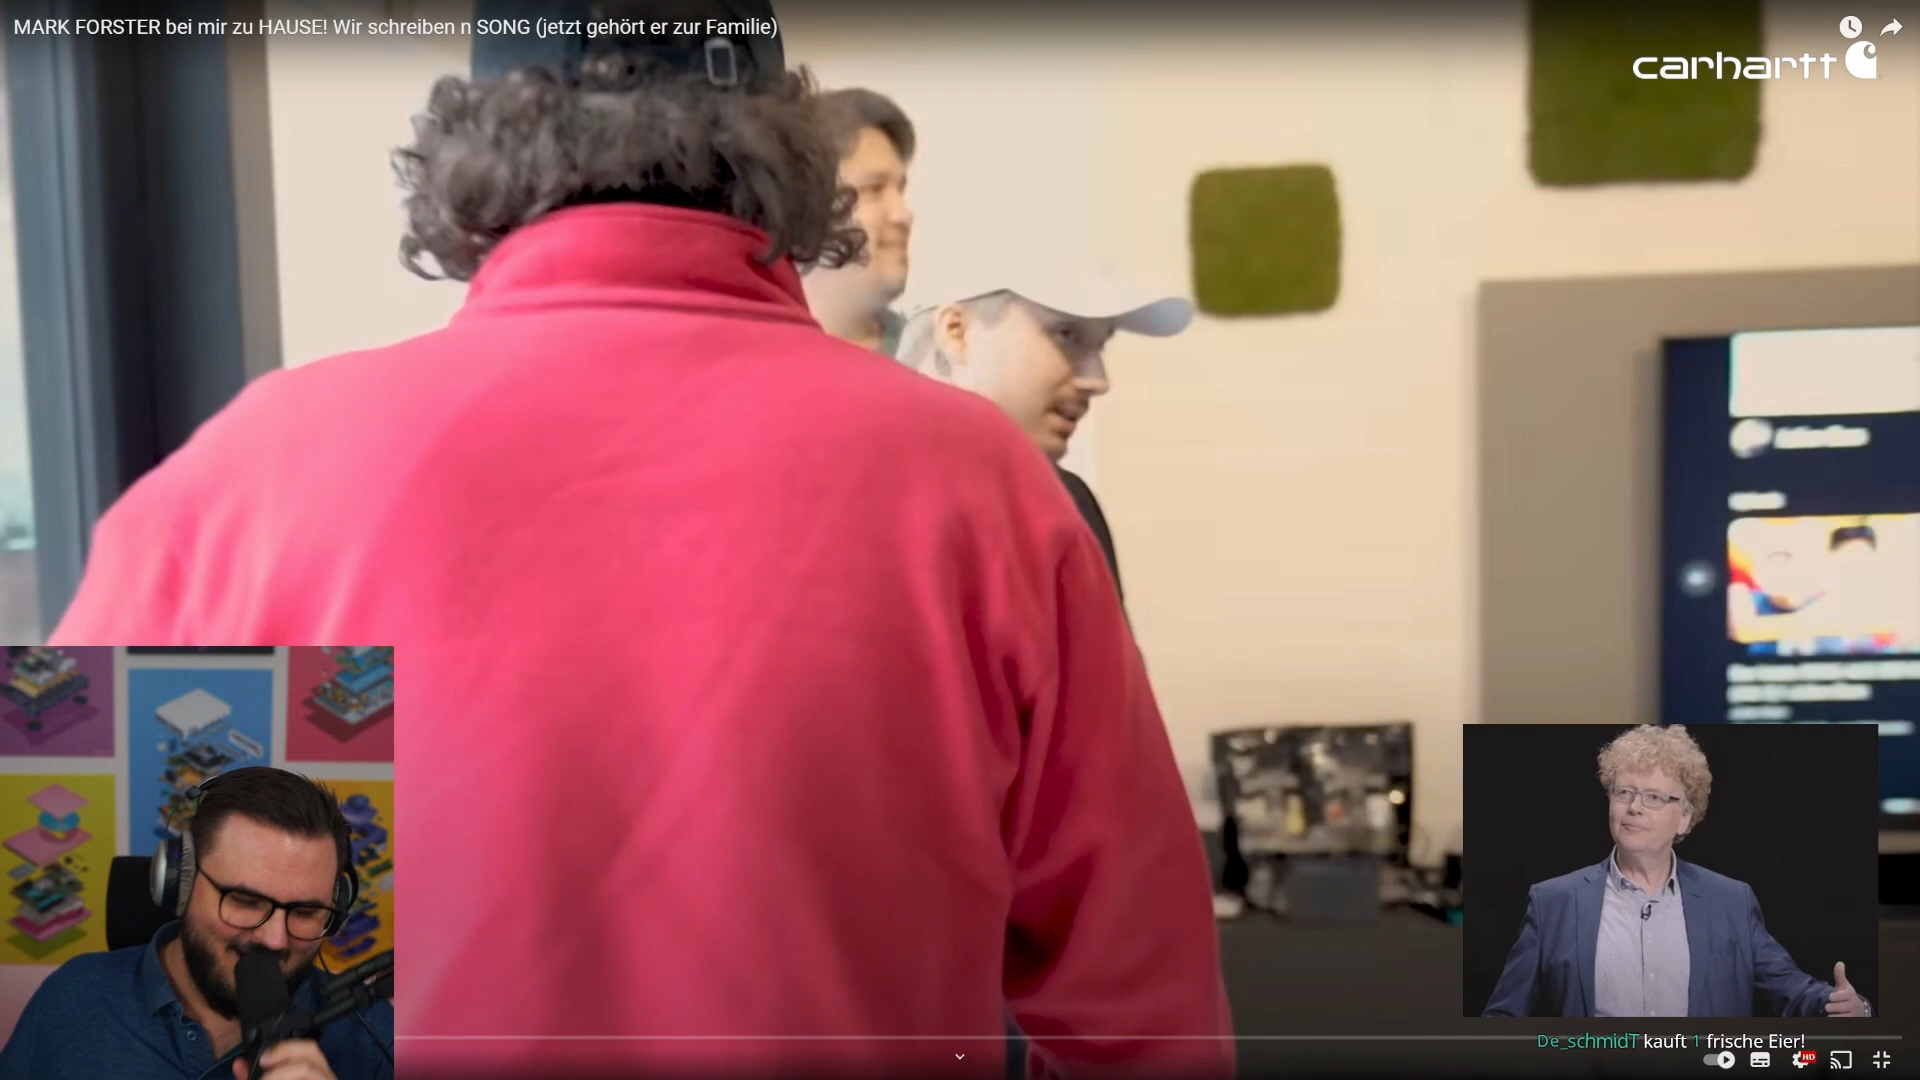 MARK FORSTER bei mir zu HAUSE! Wir schreiben n SONG (jetzt gehört er zur Familie)
carhartt
De_schmidT kauft 1 frische Eier!
HD